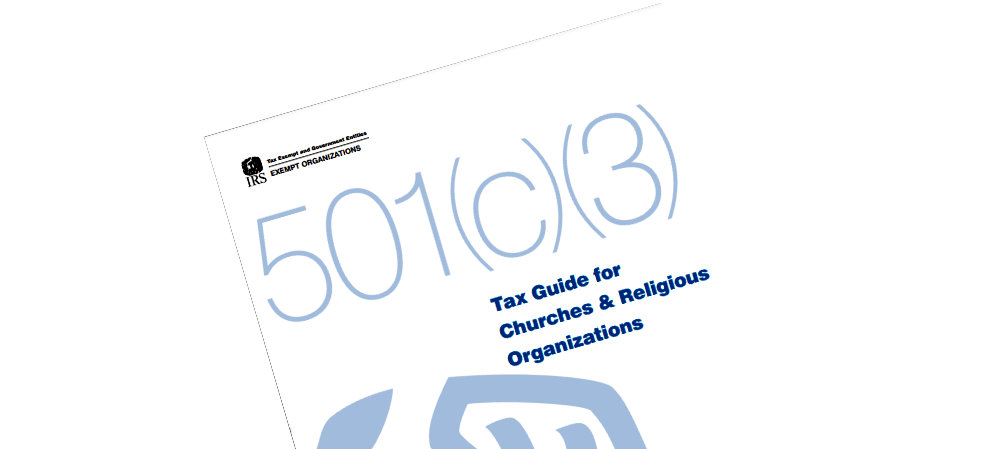 Tax Exempt and Government Entities
EXEMPT ORGANIZATIONS
IRS
501(c)(3)
Tax Guide for
Churches & Religious
Organizations